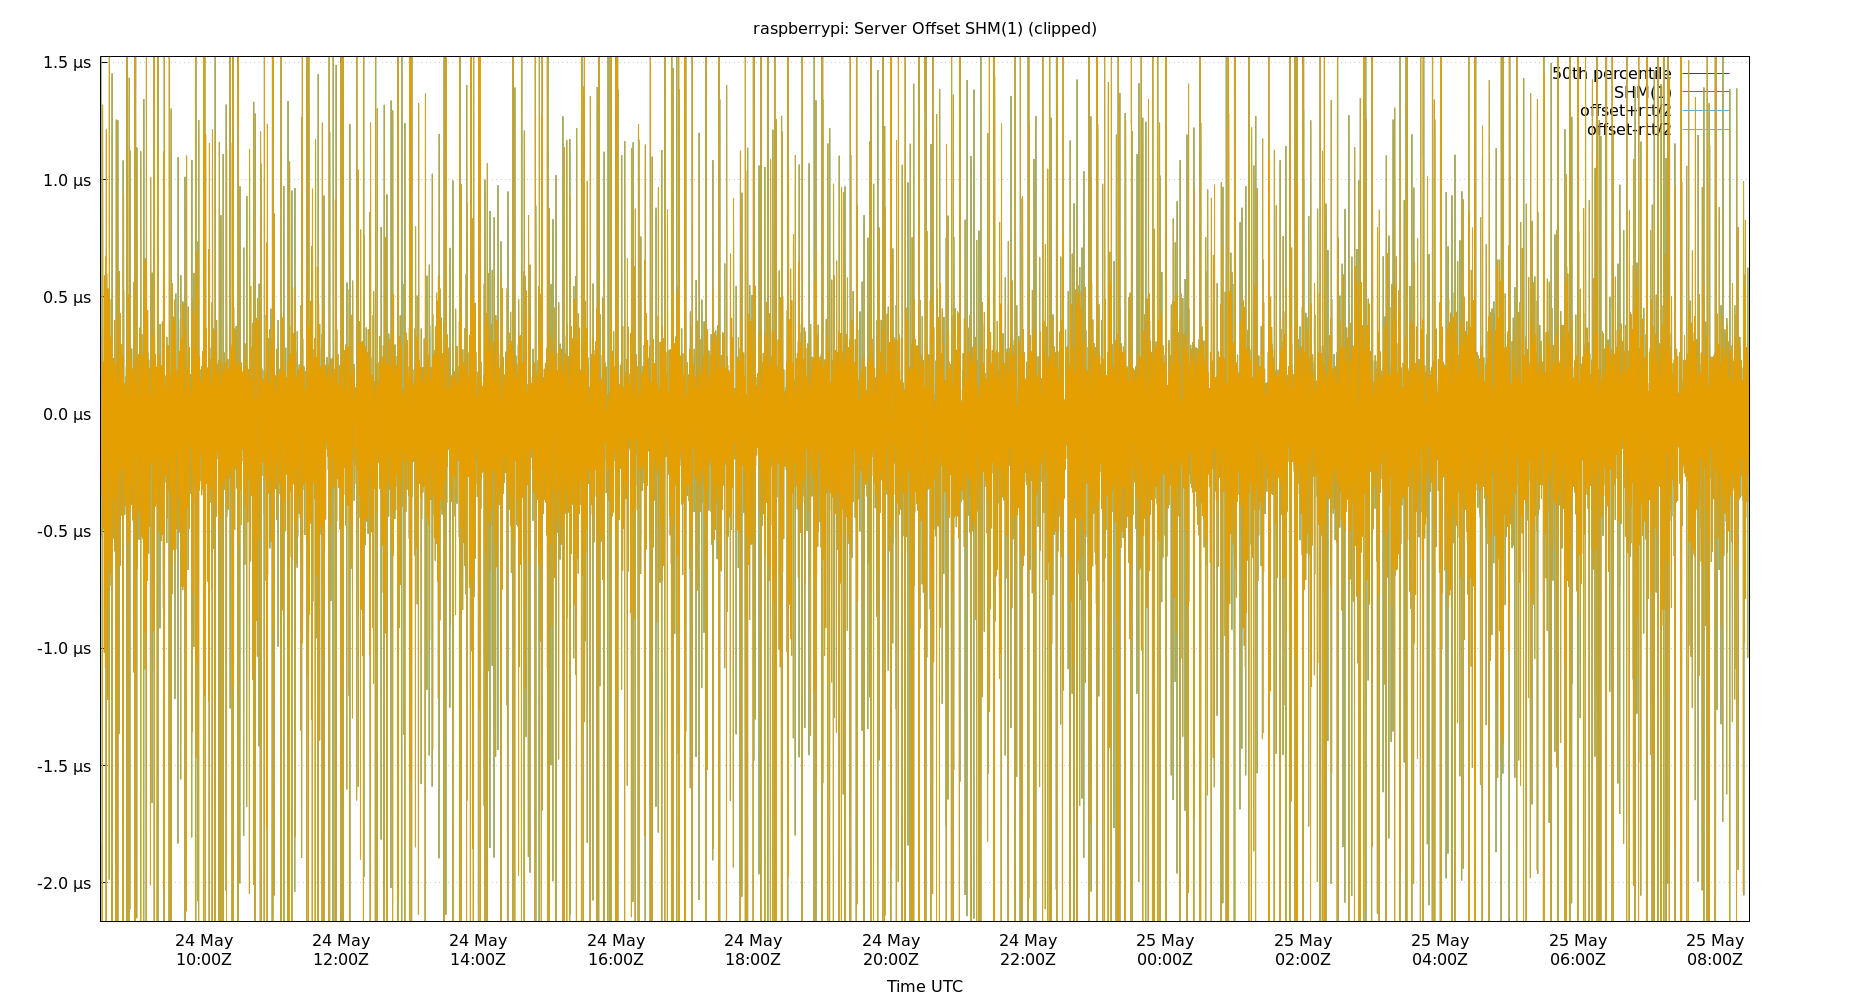 raspberrypi: Server Offset SHM(1) (clipped)
1.5 µs
1.0 µs
0.5 µs
0.0 µs
-0.5 µs
-1.0 µs
-1.5 µs
-2.0 µs
50th percentile
SHM(1)
offset+rtt/2
offset-rtt/2
24 May 24 May 24 May 24 May 24 May 24 May 24 May 25 May 25 May 25 May 25 May 25 May
10:00Z 12:00Z 14:00Z 16:00Z 18:00Z 20:00Z 22:00Z 00:00Z 02:00Z 04:00Z 06:00Z 08:00Z
Time UTC